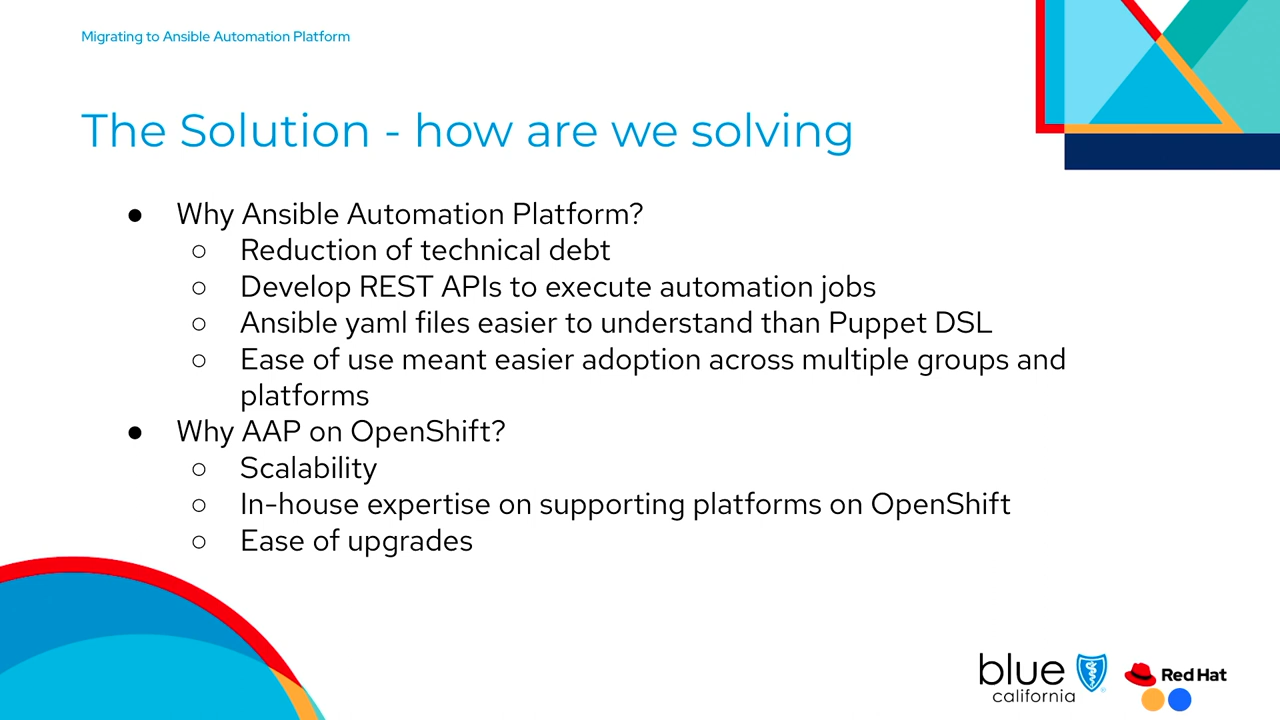 Migrating to Ansible Automation Platform
The Solution - how are we solving
● Why Ansible Automation Platform?
○ Reduction of technical debt
○ Develop REST APIs to execute automation jobs
○ Ansible yaml files easier to understand than Puppet DSL
○ Ease of use meant easier adoption across multiple groups and
platforms
● Why AAP on OpenShift?
○ Scalability
○ In-house expertise on supporting platforms on OpenShift
○ Ease of upgrades
blue
california
Red Hat